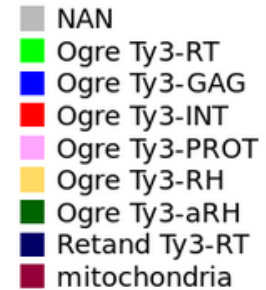 NAN
Ogre Ty3-RT
Ogre Ty3-GAG
Ogre Ty3-INT
Ogre Ty3-PROT
Ogre Ty3-RH
Ogre Ty3-aRH
Retand Ty3-RT
mitochondria